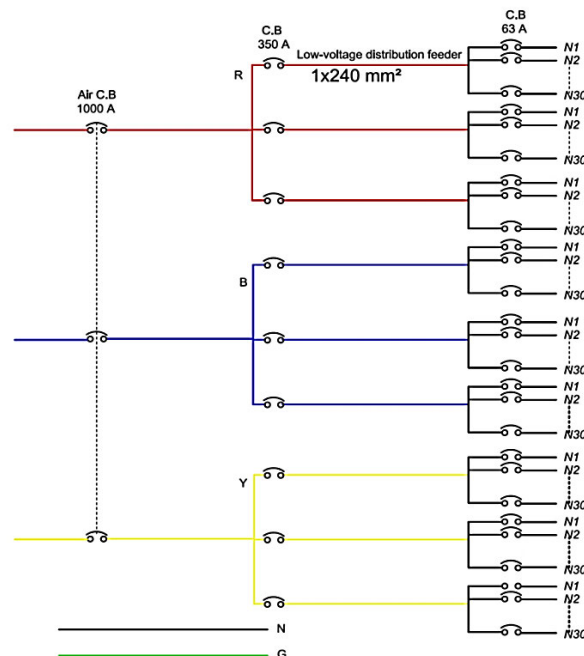 C.B
63 A
C.B
350 A
Low-voltage distribution feeder
1x240 mm²
R
Air C.B
1000 A
N1
N2
N30
N1
N2
N30
N1
N2
N30
B
N1
N2
N30
N1
N2
N30
N1
N2
N30
Y
N1
N2
N30
N1
N2
N30
N1
N2
N30
N
G